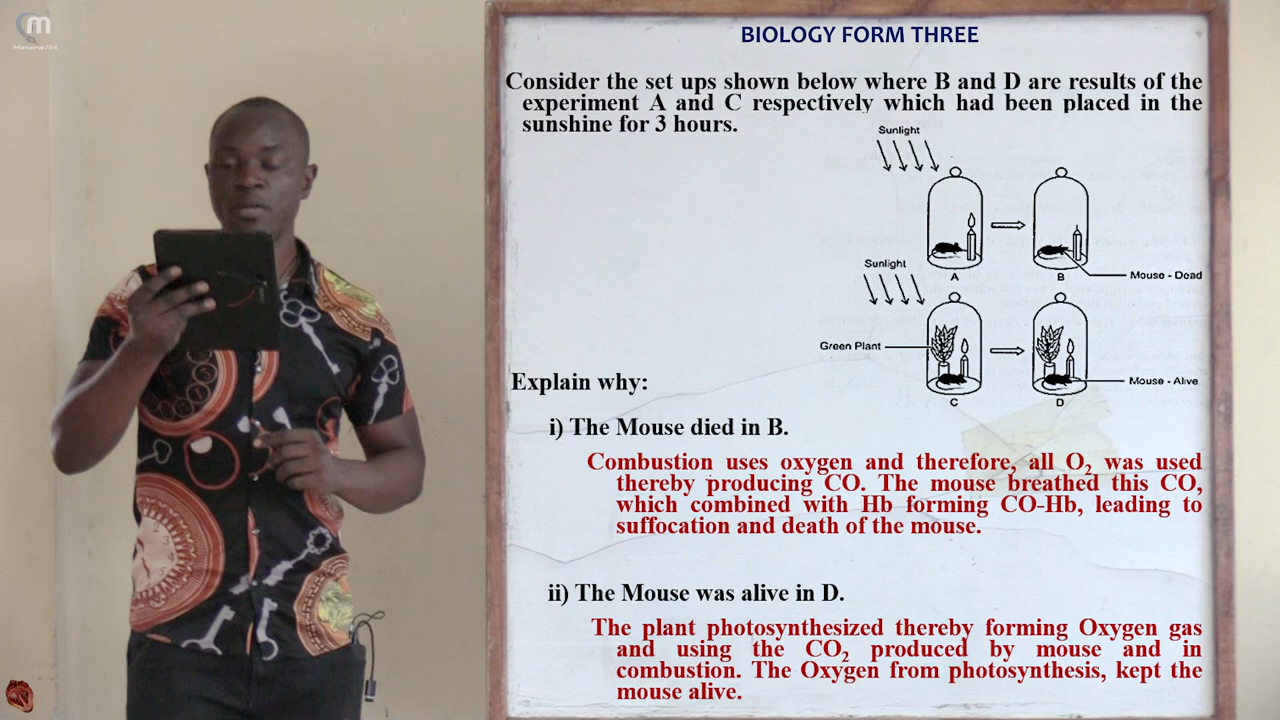 BIOLOGY FORM THREE
Consider the set ups shown below where B and D are results of the
experiment A and C respectively which had been placed in the
sunshine for 3 hours.
Sunlight
A
B
Mouse - Dead
Sunlight
Green Plant
C
D
Mouse - Alive
Explain why:
i) The Mouse died in B.
Combustion uses oxygen and therefore, all O₂ was used
thereby producing CO. The mouse breathed this CO,
which combined with Hb forming CO-Hb, leading to
suffocation and death of the mouse.
ii) The Mouse was alive in D.
The plant photosynthesized thereby forming Oxygen gas
and using the CO₂ produced by mouse and in
combustion. The Oxygen from photosynthesis, kept the
mouse alive.